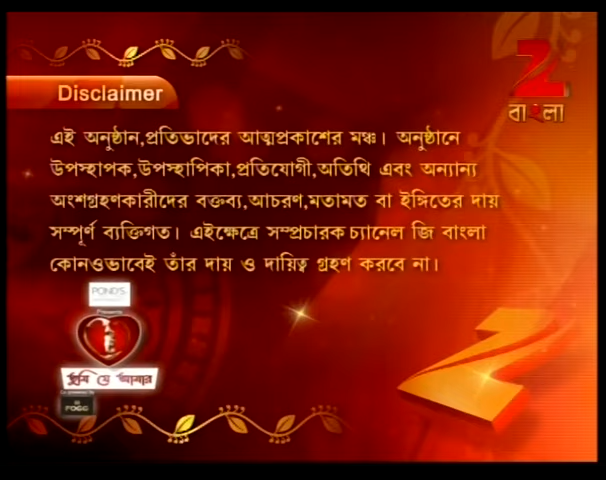 Disclaimer
বাংলা
এই অনুষ্ঠান,প্রতিভাদের আত্মপ্রকাশের মঞ্চ। অনুষ্ঠানে
উপস্থাপক,উপস্থাপিকা,প্রতিযোগী,অতিথি এবং অন্যান্য
অংশগ্রহণকারীদের বক্তব্য,আচরণ,মতামত বা ইঙ্গিতের দায়
সম্পূর্ণ ব্যক্তিগত। এইক্ষেত্রে সম্প্রচারক চ্যানেল জি বাংলা
কোনওভাবেই তাঁর দায় ও দায়িত্ব গ্রহণ করবে না।
POND'S
Presents
তুমি যে আমার
FOGG